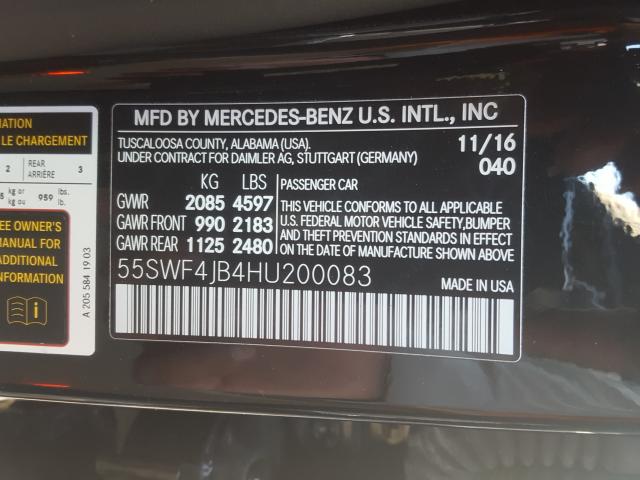 MATION
LE CHARGEMENT
2 REAR ARRIÈRE 3
kg ou 959 lbs. lb.
EE OWNER'S
MANUAL FOR
ADDITIONAL
A 205 584 19 03
MFD BY MERCEDES-BENZ U.S. INTL., INC
TUSCALOOSA COUNTY, ALABAMA (USA). 11/16
UNDER CONTRACT FOR DAIMLER AG, STUTTGART (GERMANY) 040
KG LBS
GVWR 2085 4597
GAWR FRONT 990 2183
GAWR REAR 1125 2480
PASSENGER CAR
THIS VEHICLE CONFORMS TO ALL APPLICABLE
U.S. FEDERAL MOTOR VEHICLE SAFETY,BUMPER
AND THEFT PREVENTION STANDARDS IN EFFECT
ON THE DATE OF MANUFACTURE SHOWN ABOVE
55SWF4JB4HU200083
MADE IN USA